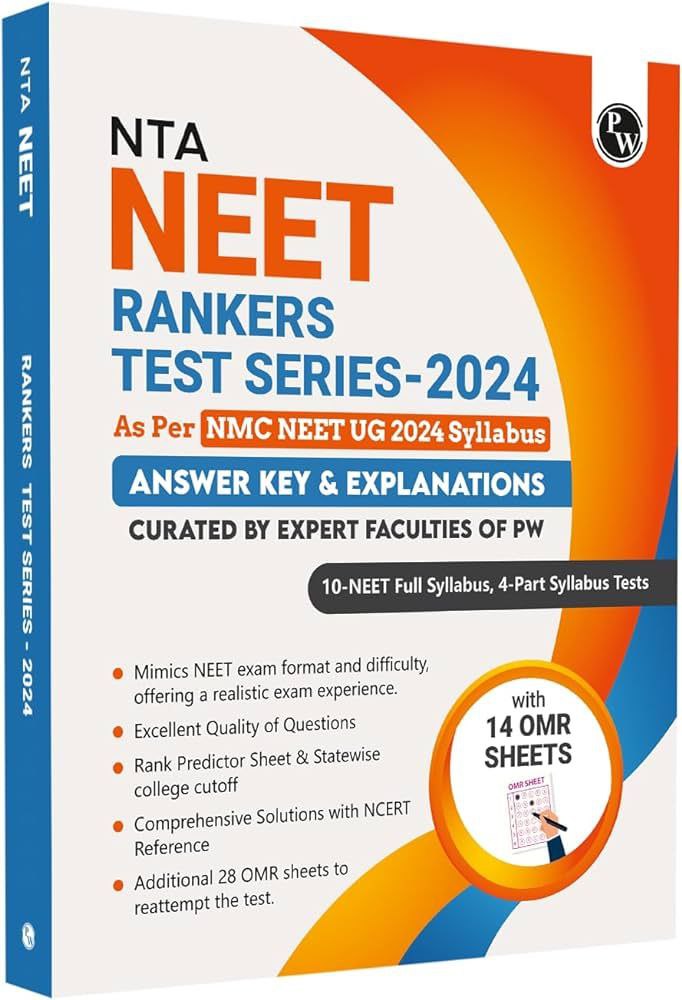 NTA NEET
RANKERS TEST SERIES - 2024
PW
PW
NTA
NEET
RANKERS
TEST SERIES-2024
As Per NMC NEET UG 2024 Syllabus
ANSWER KEY & EXPLANATIONS
CURATED BY EXPERT FACULTIES OF PW
10-NEET Full Syllabus, 4-Part Syllabus Tests
Mimics NEET exam format and difficulty,
offering a realistic exam experience.
Excellent Quality of Questions
Rank Predictor Sheet & Statewise
college cutoff
Comprehensive Solutions with NCERT
Reference
Additional 28 OMR sheets to
reattempt the test.
with
14 OMR
SHEETS
OMR SHEET